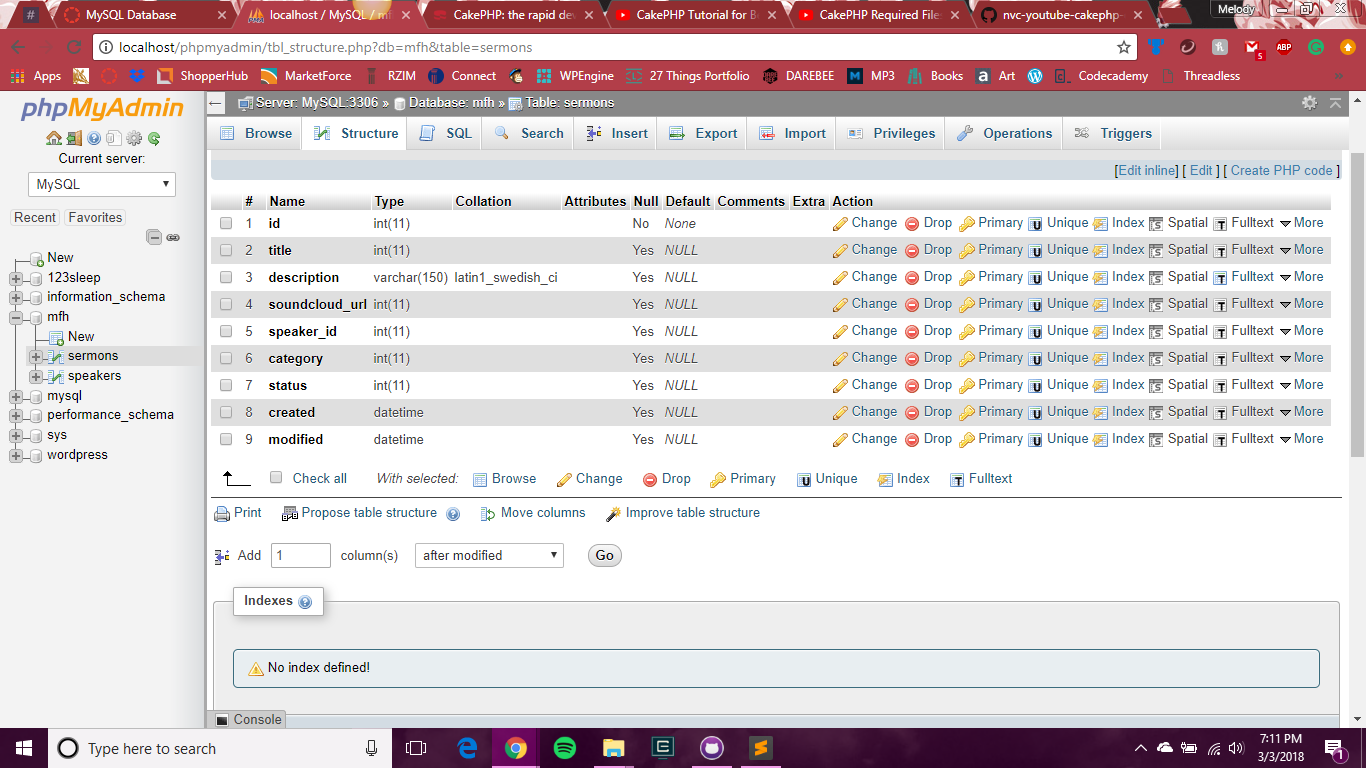 MySQL Database
localhost / MySQL / mf
CakePHP: the rapid de
CakePHP Tutorial for B
CakePHP Required File
nvc-youtube-cakephp-
Melody
localhost/phpmyadmin/tbl_structure.php?db=mfh&table=sermons
5
ABP
Apps ShopperHub MarketForce RZIM Connect WPEngine 27 Things Portfolio DAREBEE MP3 Books Art Codecademy Threadless
phpMyAdmin
Current server:
MySQL
Recent Favorites
New
123sleep
information_schema
mfh
New
sermons
speakers
mysql
performance_schema
sys
wordpress
Server: MySQL:3306 » Database: mfh » Table: sermons
Browse Structure SQL Search Insert Export Import Privileges Operations Triggers
[Edit inline] [ Edit ] [ Create PHP code ]
# Name Type Collation Attributes Null Default Comments Extra Action
1 id int(11) No None Change Drop Primary Unique Index Spatial Fulltext More
2 title int(11) Yes NULL Change Drop Primary Unique Index Spatial Fulltext More
3 description varchar(150) latin1_swedish_ci Yes NULL Change Drop Primary Unique Index Spatial Fulltext More
4 soundcloud_url int(11) Yes NULL Change Drop Primary Unique Index Spatial Fulltext More
5 speaker_id int(11) Yes NULL Change Drop Primary Unique Index Spatial Fulltext More
6 category int(11) Yes NULL Change Drop Primary Unique Index Spatial Fulltext More
7 status int(11) Yes NULL Change Drop Primary Unique Index Spatial Fulltext More
8 created datetime Yes NULL Change Drop Primary Unique Index Spatial Fulltext More
9 modified datetime Yes NULL Change Drop Primary Unique Index Spatial Fulltext More
Check all With selected: Browse Change Drop Primary Unique Index Fulltext
Print Propose table structure Move columns Improve table structure
Add 1 column(s) after modified Go
Indexes
No index defined!
Console
Type here to search
7:11 PM
3/3/2018
1